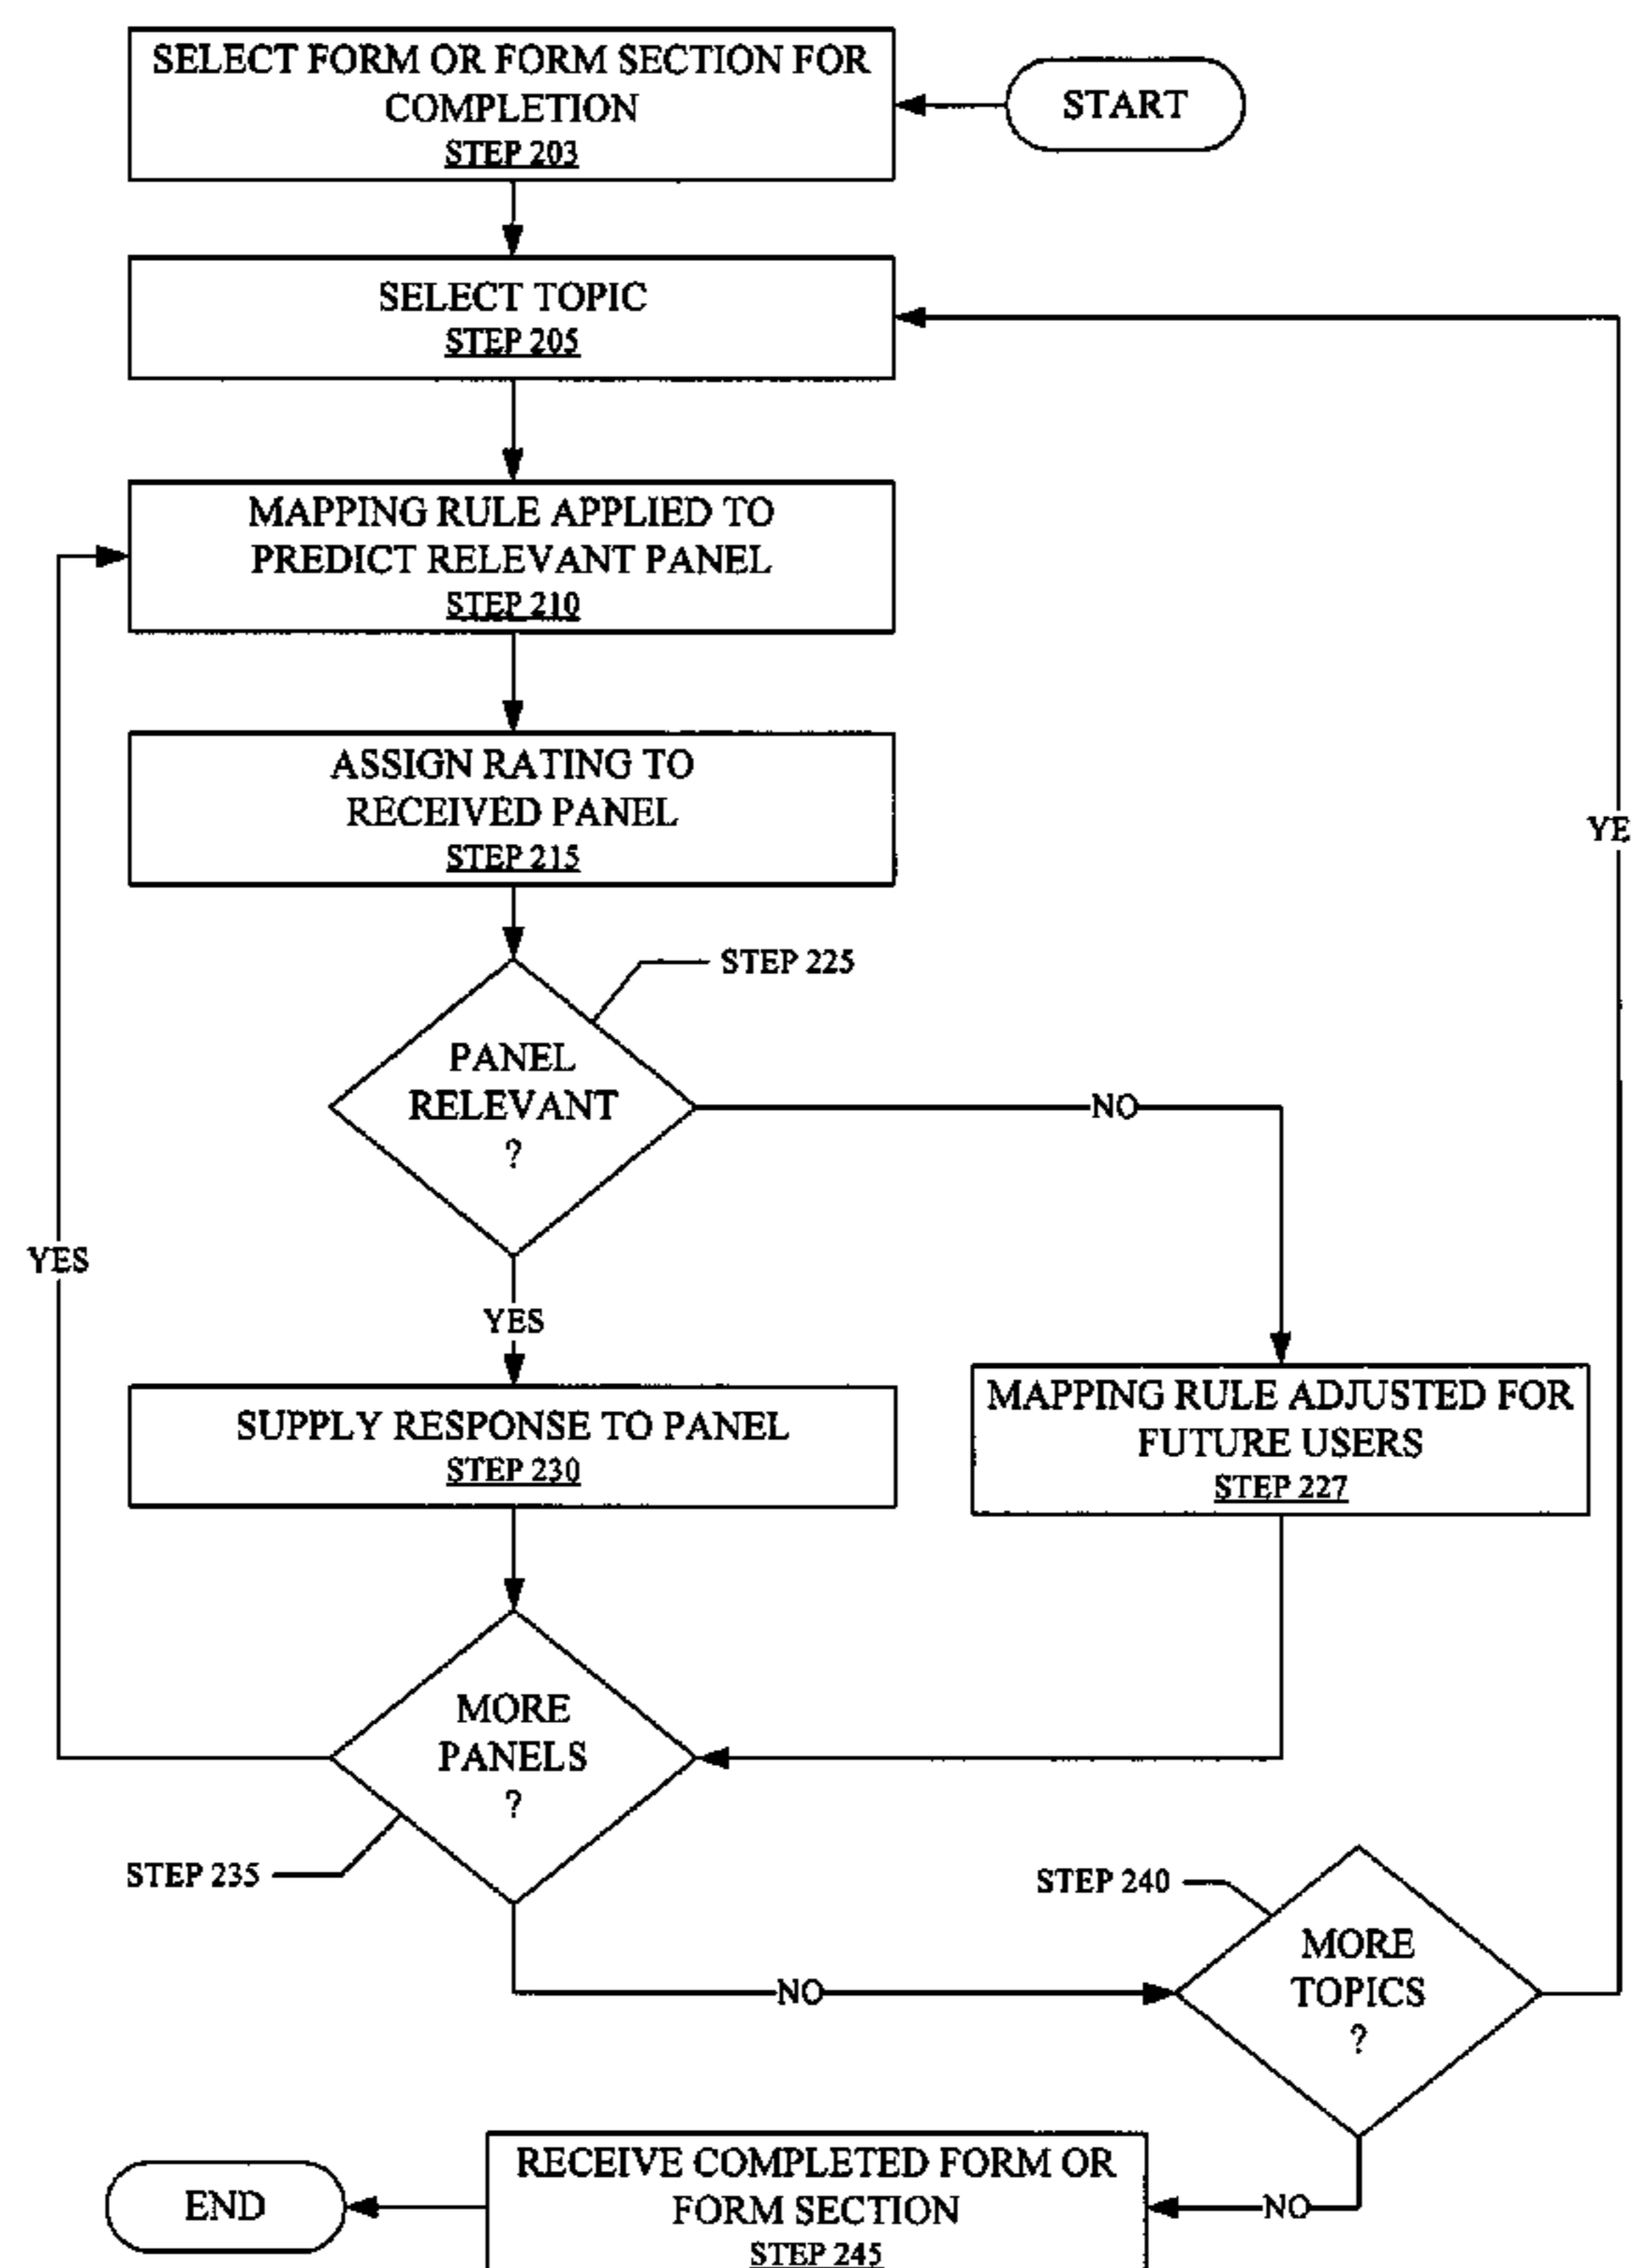 SELECT FORM OR FORM SECTION FOR
COMPLETION
STEP 203
START
SELECT TOPIC
STEP 205
MAPPING RULE APPLIED TO
PREDICT RELEVANT PANEL
STEP 210
ASSIGN RATING TO
RECEIVED PANEL
STEP 215
YE
STEP 225
PANEL
RELEVANT
?
NO
YES
YES
SUPPLY RESPONSE TO PANEL
STEP 230
MAPPING RULE ADJUSTED FOR
FUTURE USERS
STEP 227
MORE
PANELS
?
STEP 235
STEP 240
MORE
TOPICS
?
NO
RECEIVE COMPLETED FORM OR
FORM SECTION
STEP 245
END
NO